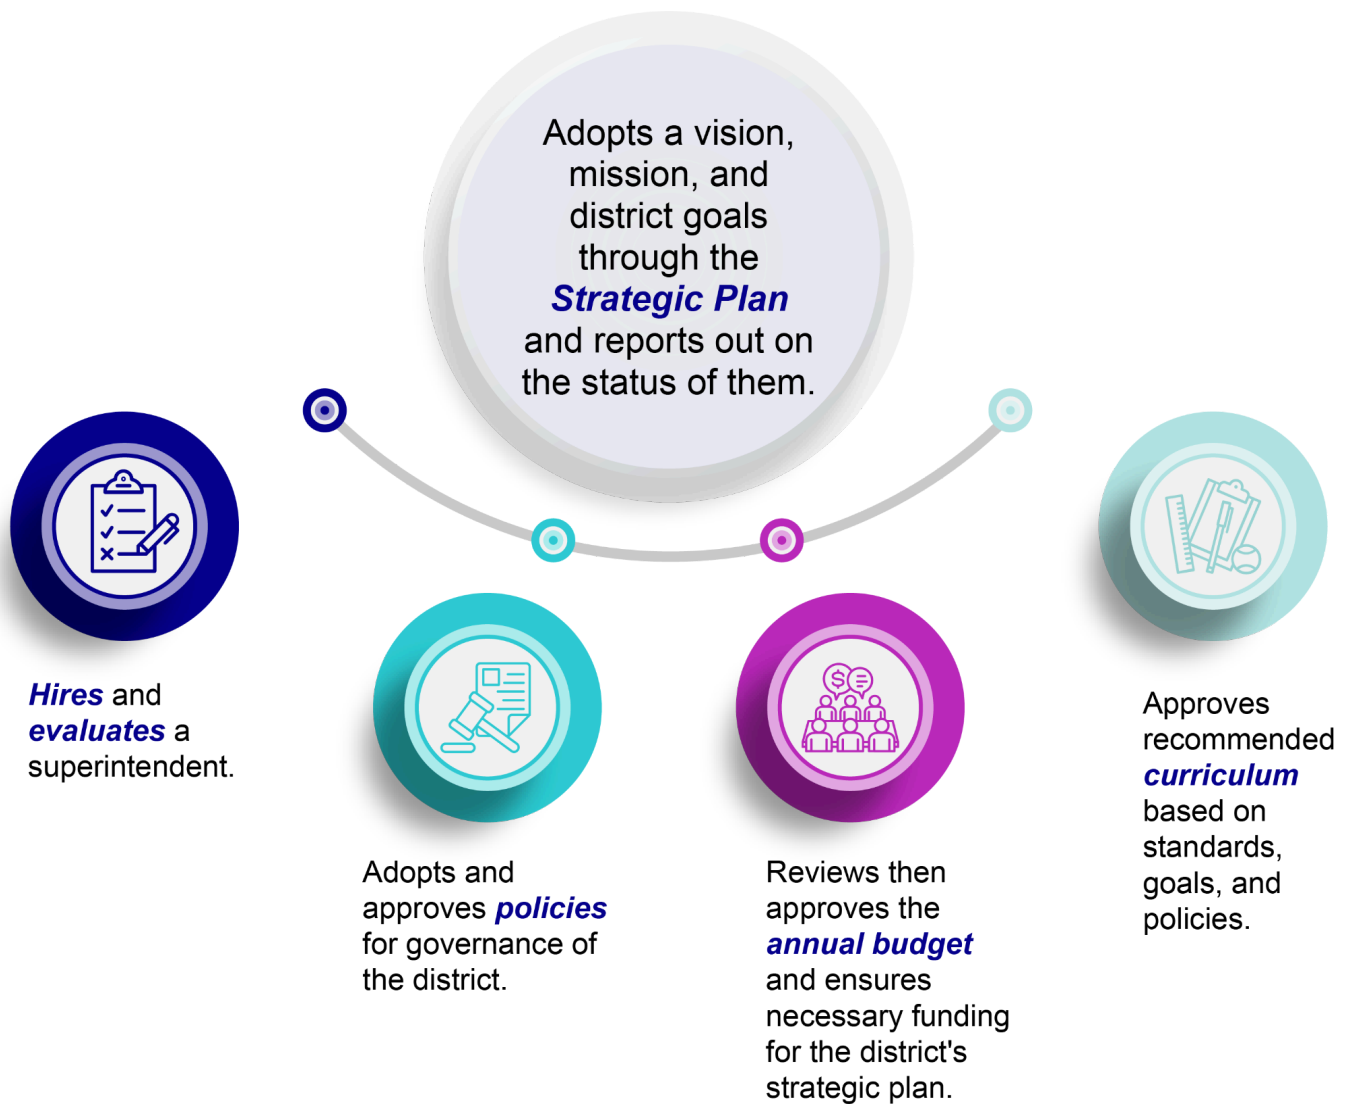 Adopts a vision,
mission, and
district goals
through the
Strategic Plan
and reports out on
the status of them.
Hires and
evaluates a
superintendent.
Adopts and
approves policies
for governance of
the district.
Reviews then
approves the
annual budget
and ensures
necessary funding
for the district's
strategic plan.
Approves
recommended
curriculum
based on
standards,
goals, and
policies.